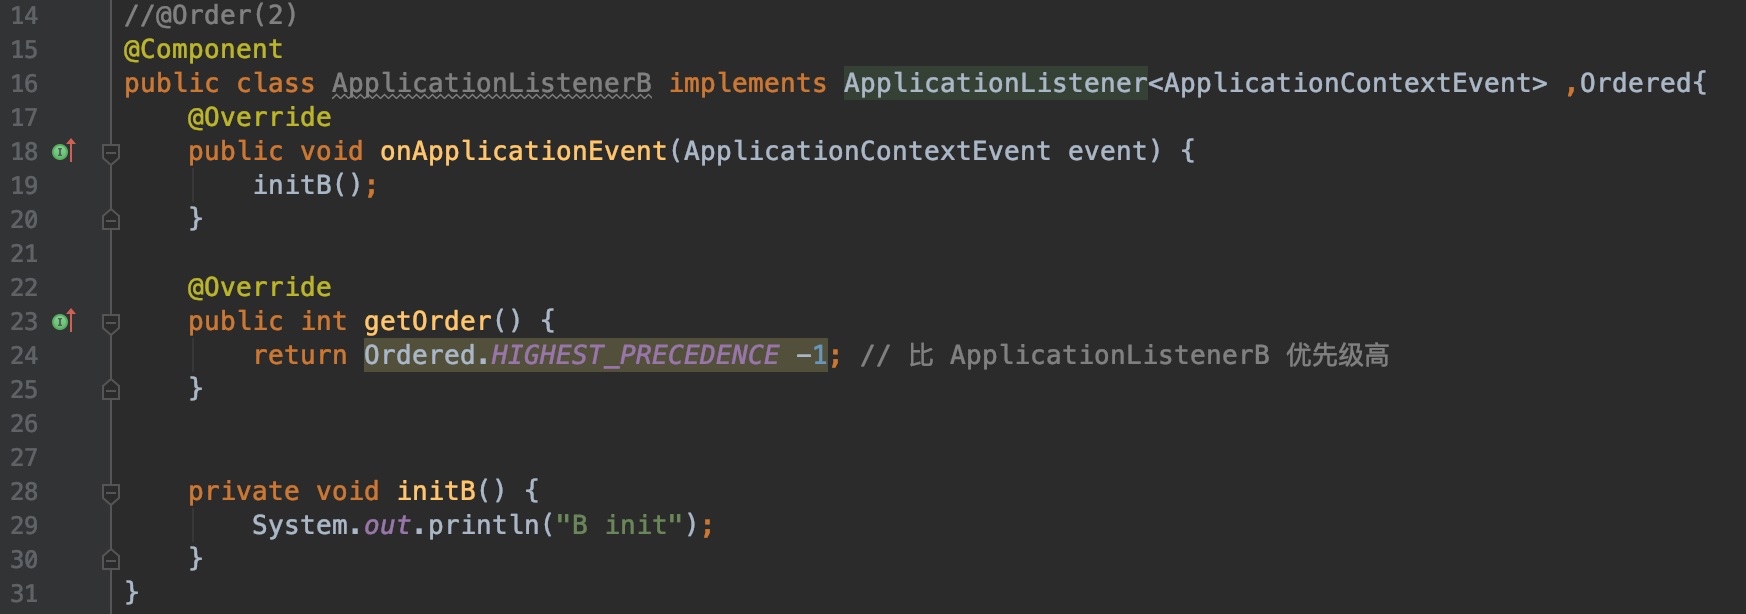 14 //@Order(2)
15 @Component
16 public class ApplicationListenerB implements ApplicationListener<ApplicationContextEvent> ,Ordered{
17 @Override
18 public void onApplicationEvent(ApplicationContextEvent event) {
19 initB();
20 }
21
22 @Override
23 public int getOrder() {
24 return Ordered.HIGHEST_PRECEDENCE -1; // 比 ApplicationListenerB 优先级高
25 }
26
27
28 private void initB() {
29 System.out.println("B init");
30 }
31 }